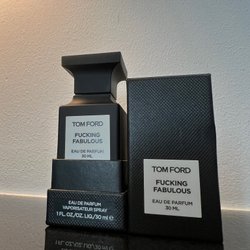 TOM FORD
FUCKING
FABULOUS
EAU DE PARFUM
30 ML
EAU DE PARFUM
VAPORISATEUR SPRAY
1 FL.OZ./OZ.LIQ/30 ml e
TOM FORD
FUCKING
FABULOUS
EAU DE PARFUM
30 ML